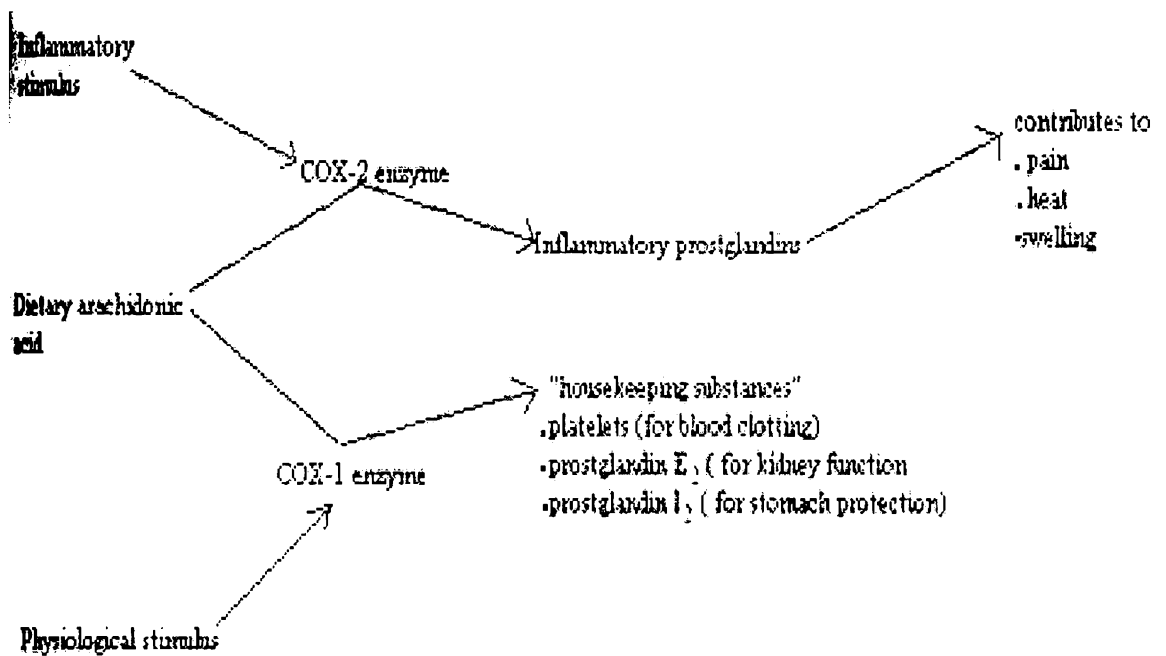 Inflammatory
stimulus
COX-2 enzyme
Inflammatory prostglandins
contributes to
. pain
. heat
-swelling
Dietary arachidonic
acid
"housekeeping substances"
.platelets (for blood clotting)
.prostglandin E ( for kidney function
.prostglandin I ( for stomach protection)
COX-1 enzyme
Physiological stimulus